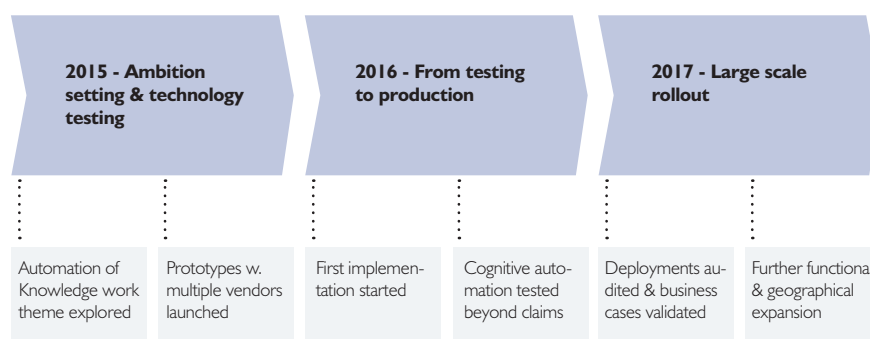 2015 - Ambition
setting & technology
testing
2016 - From testing
to production
2017 - Large scale
rollout
Automation of
Knowledge work
theme explored
Prototypes w.
multiple vendors
launched
First implemen-
tation started
Cognitive auto-
mation tested
beyond claims
Deployments au-
dited & business
cases validated
Further functiona
& geographical
expansion